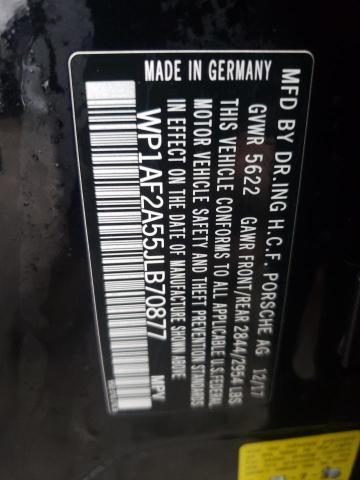 MFD BY DR.ING H.C.F. PORSCHE AG 12/17
GVWR 5622 GAWR FRONT/REAR 2844/2954 LBS
THIS VEHICLE CONFORMS TO ALL APPLICABLE U.S. FEDERAL
MOTOR VEHICLE SAFETY AND THEFT PREVENTION STANDARDS
IN EFFECT ON THE DATE OF MANUFACTURE SHOWN ABOVE
WP1AF2A55JLB70877 MPV
MADE IN GERMANY